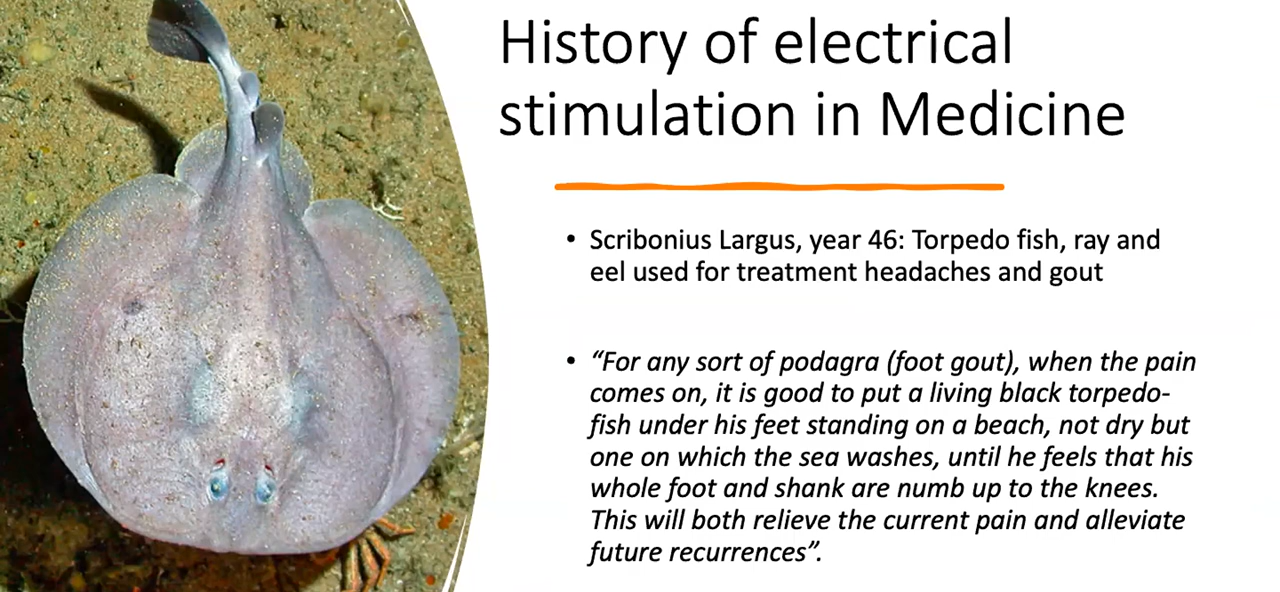 History of electrical
stimulation in Medicine
• Scribonius Largus, year 46: Torpedo fish, ray and
eel used for treatment headaches and gout
• “For any sort of podagra (foot gout), when the pain
comes on, it is good to put a living black torpedo-
fish under his feet standing on a beach, not dry but
one on which the sea washes, until he feels that his
whole foot and shank are numb up to the knees.
This will both relieve the current pain and alleviate
future recurrences”.